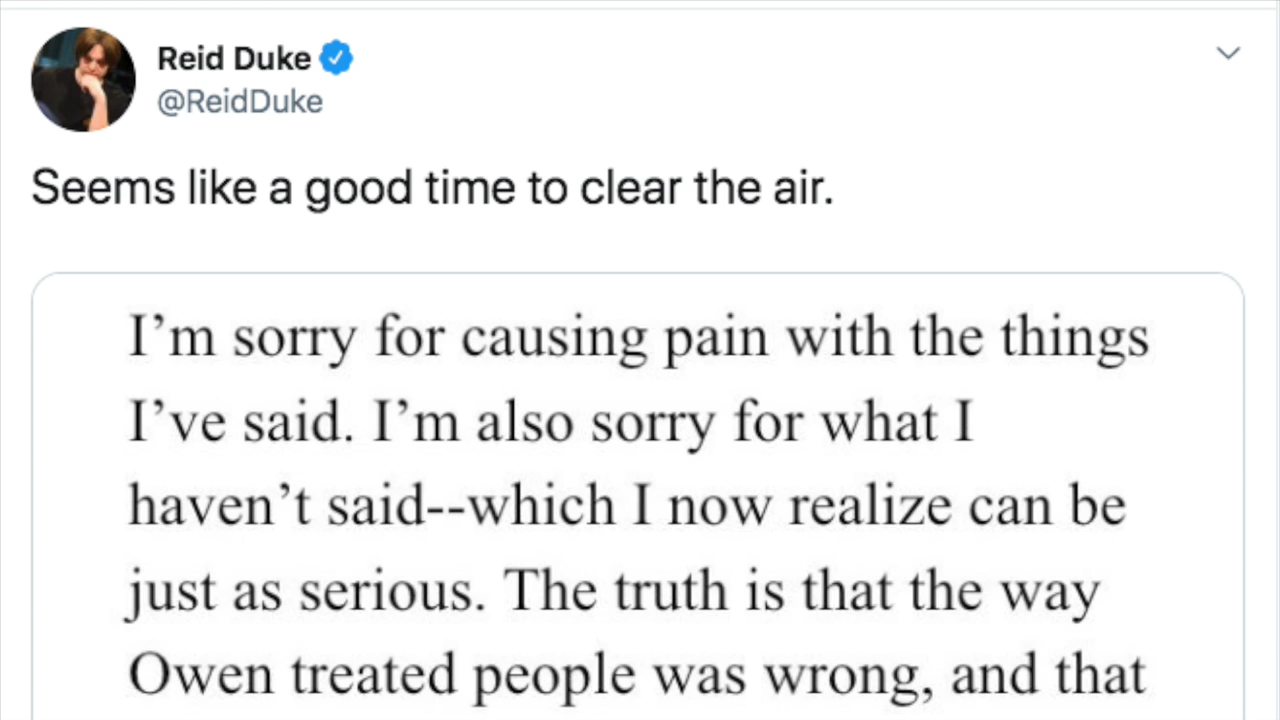 Reid Duke
@ReidDuke
Seems like a good time to clear the air.
I’m sorry for causing pain with the things
I’ve said. I’m also sorry for what I
haven’t said--which I now realize can be
just as serious. The truth is that the way
Owen treated people was wrong, and that